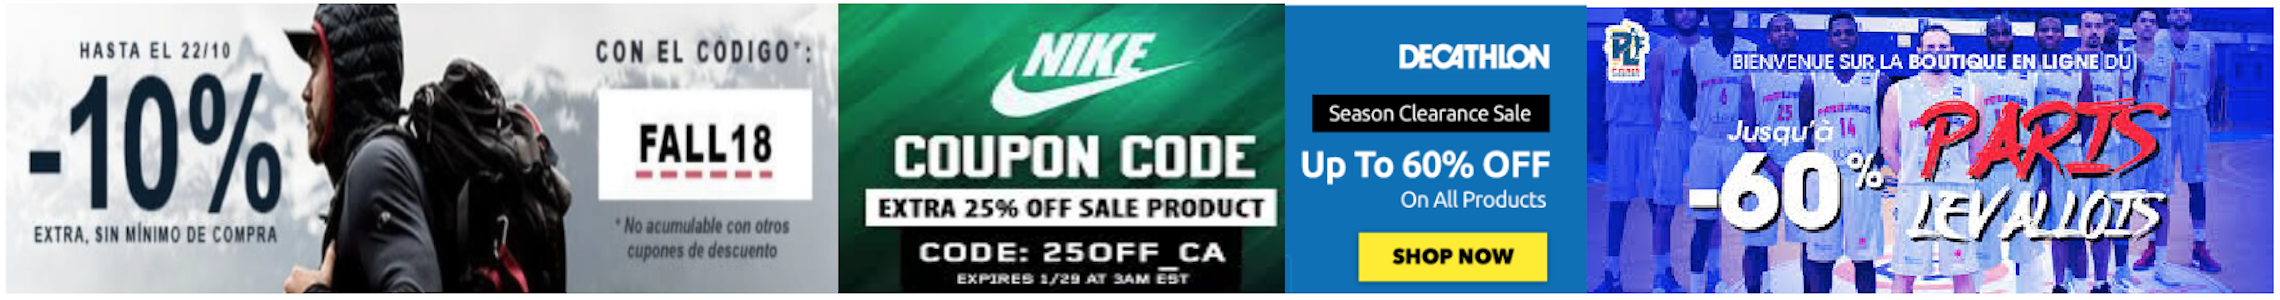 HASTA EL 22/10
-10%
EXTRA, SIN MÍNIMO DE COMPRA
CON EL CÓDIGO*:
FALL18
* No acumulable con otros
cupones de descuento
NIKE
COUPON CODE
EXTRA 25% OFF SALE PRODUCT
CODE: 25OFF_CA
EXPIRES 1/29 AT 3AM EST
DECATHLON
Season Clearance Sale
Up To 60% OFF
On All Products
SHOP NOW
BIENVENUE SUR LA BOUTIQUE EN LIGNE DU
Jusqu'à
-60%
PARIS
LEVALLOIS